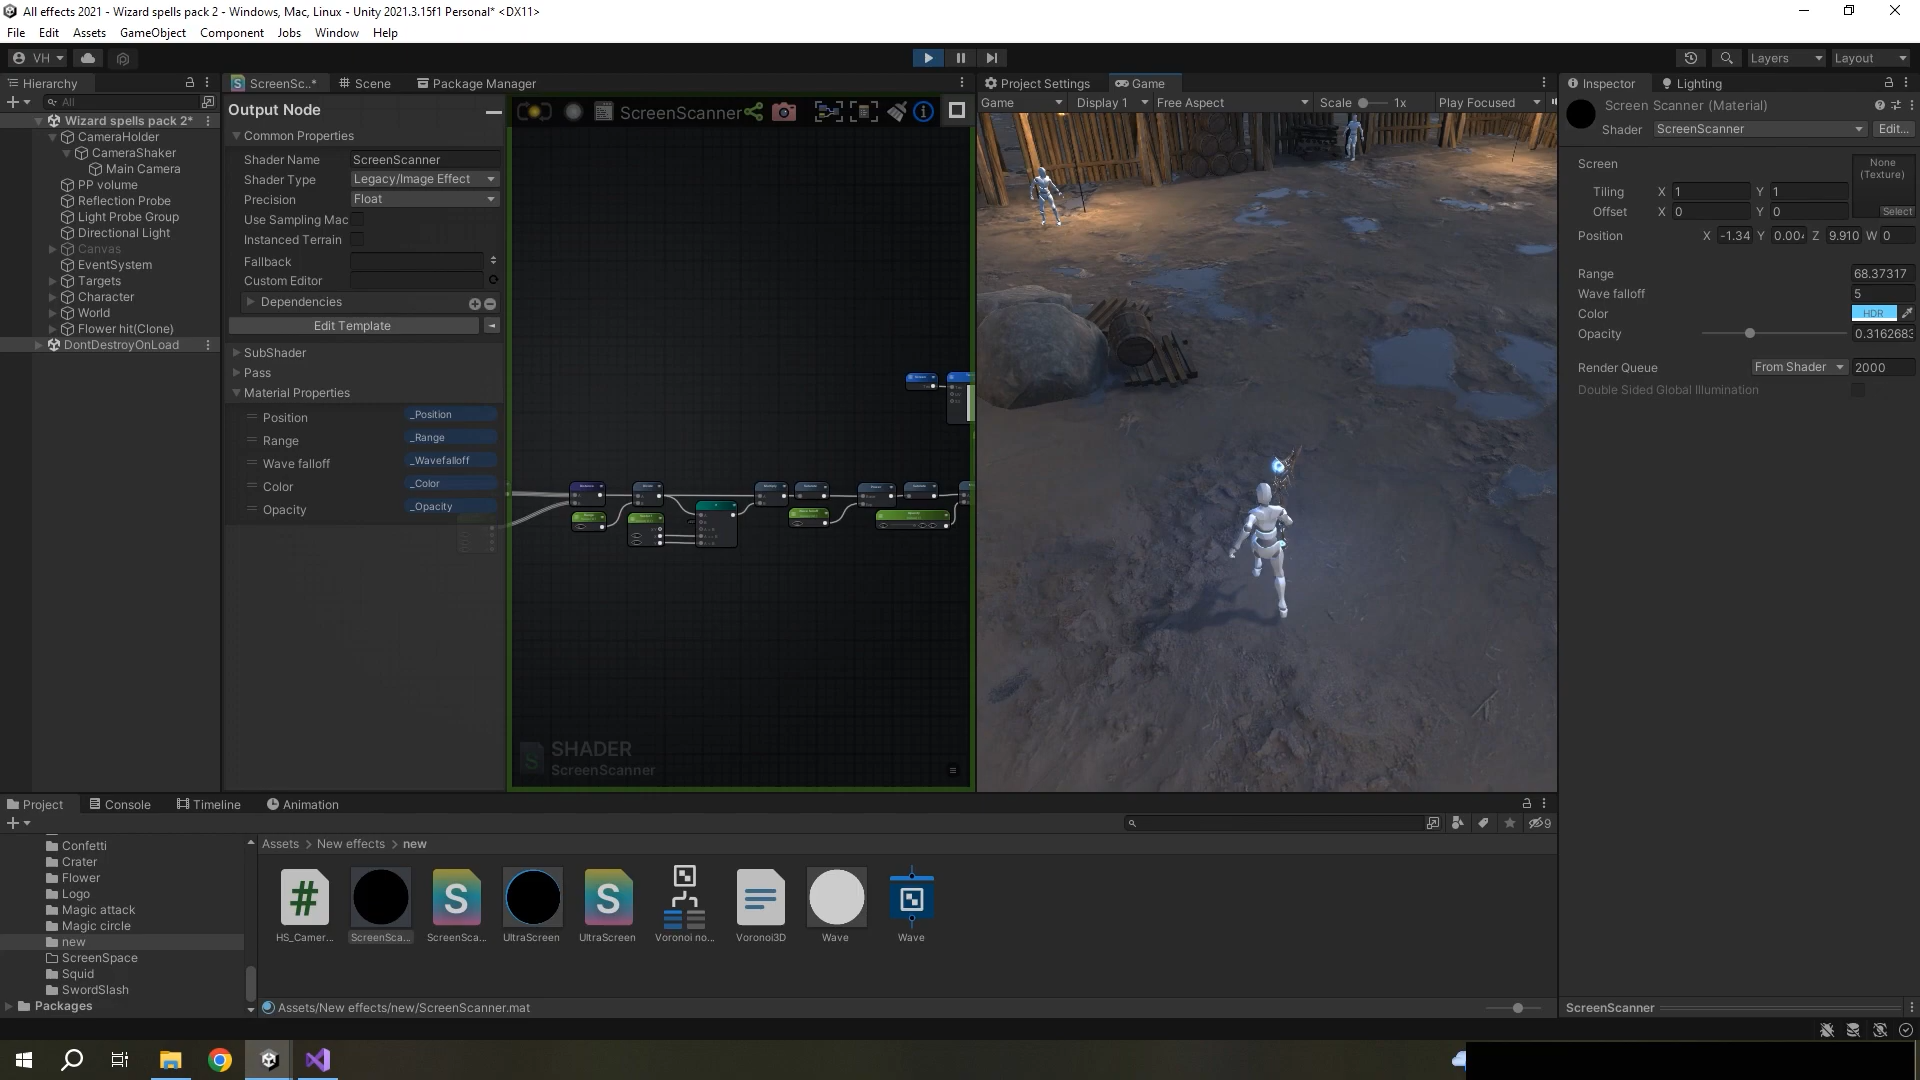 All effects 2021 - Wizard spells pack 2 - Windows, Mac, Linux - Unity 2021.3.15f1 Personal* <DX11>
File Edit Assets GameObject Component Jobs Window Help
VH
Layers Layout
Hierarchy
All
Wizard spells pack 2*
CameraHolder
CameraShaker
Main Camera
PP volume
Reflection Probe
Light Probe Group
Directional Light
Canvas
EventSystem
Targets
Character
World
Flower hit(Clone)
DontDestroyOnLoad
ScreenSc...* Scene Package Manager
Output Node
Common Properties
Shader Name ScreenScanner
Shader Type Legacy/Image Effect
Precision Float
Use Sampling Mac
Instanced Terrain
Fallback
Custom Editor
Dependencies
Edit Template
SubShader
Pass
Material Properties
Position _Position
Range _Range
Wave falloff _Wavefalloff
Color _Color
Opacity _Opacity
ScreenScanner
SHADER
ScreenScanner
Project Settings Game
Game Display 1 Free Aspect Scale 1x Play Focused
Inspector Lighting
Screen Scanner (Material)
Shader ScreenScanner Edit...
Screen None
(Texture)
Tiling X 1 Y 1
Offset X 0 Y 0 Select
Position X -1.34 Y 0.004 Z 9.910 W 0
Range 68.37317
Wave falloff 5
Color HDR
Opacity 0.3162683
Render Queue From Shader 2000
Double Sided Global Illumination
ScreenScanner
Project Console Timeline Animation
9
Confetti
Crater
Flower
Logo
Magic attack
Magic circle
new
ScreenSpace
Squid
SwordSlash
Packages
Assets > New effects > new
HS_Camer... ScreenSca... ScreenSca... UltraScreen UltraScreen Voronoi no... Voronoi3D Wave Wave
Assets/New effects/new/ScreenScanner.mat